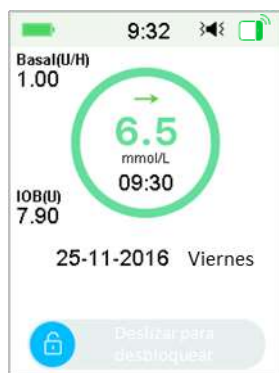 9:32
Basal(U/H)
1.00
6.5
mmol/L
09:30
IOB(U)
7.90
25-11-2016 Viernes
Deslizar para
desbloquear